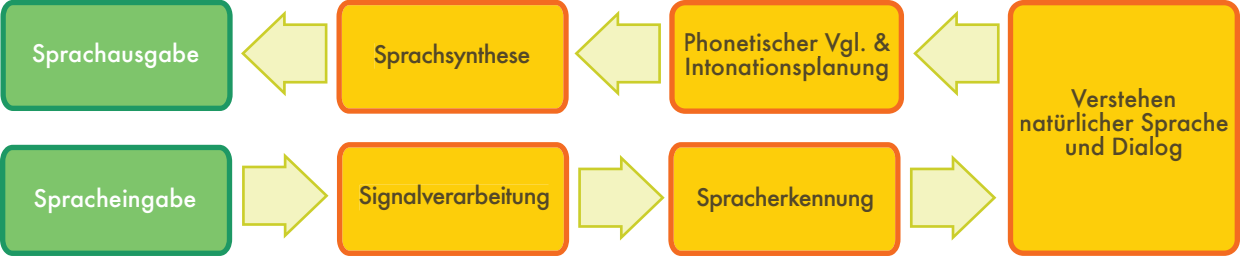 Sprachausgabe
Sprachsynthese
Phonetischer Vgl. &
Intonationsplanung
Verstehen
natürlicher Sprache
und Dialog
Spracheingabe
Signalverarbeitung
Spracherkennung